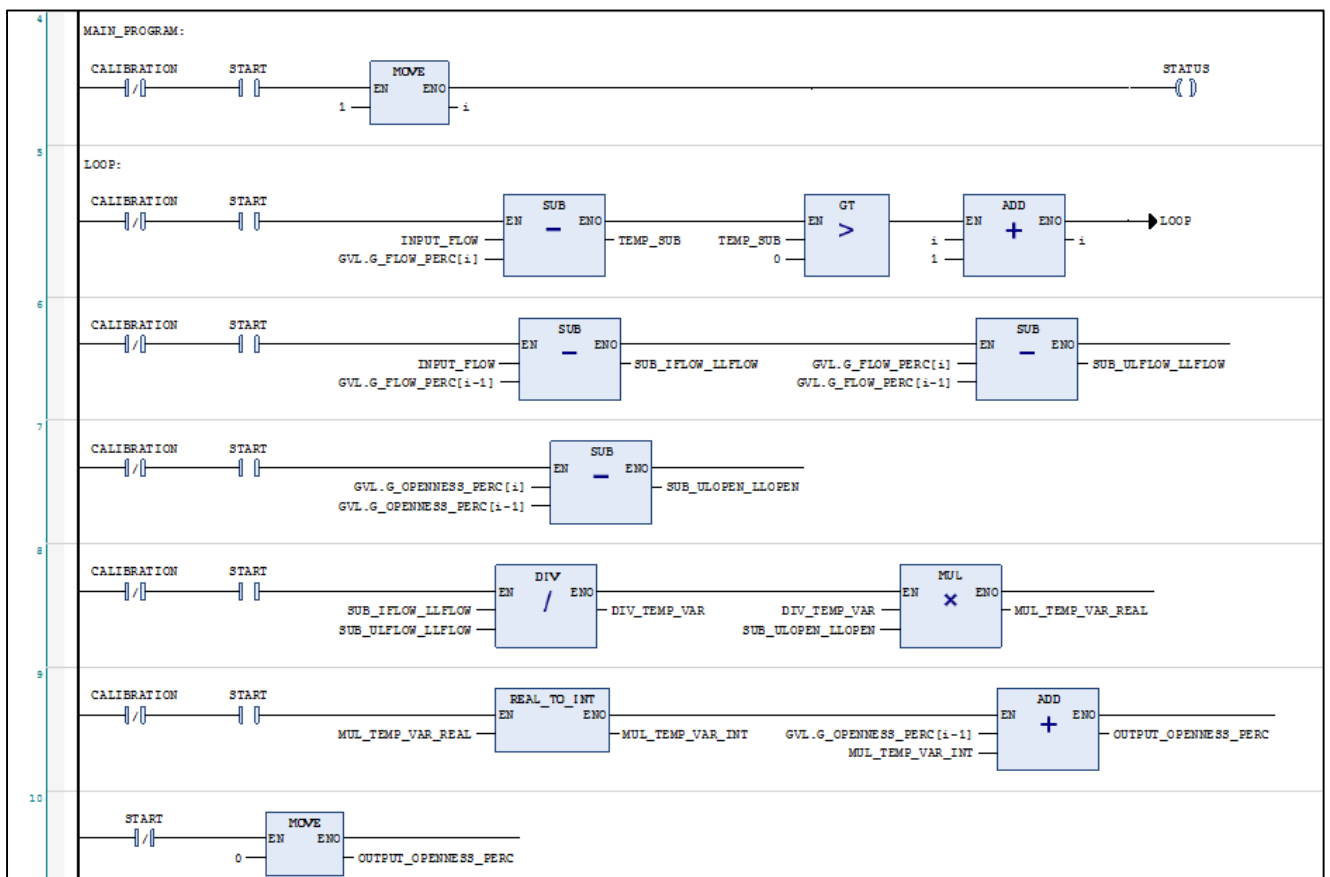 4
MAIN_PROGRAM:
CALIBRATION START MOVE STATUS
EN ENO
1 i
5
LOOP:
CALIBRATION START SUB GT ADD
EN ENO EN EN ENO LOOP
INPUT_FLOW - TEMP_SUB TEMP_SUB > i + i
GVL.G_FLOW_PERC[i] 0 1
6
CALIBRATION START SUB SUB
EN ENO EN ENO
INPUT_FLOW - SUB_IFLOW_LLFLOW GVL.G_FLOW_PERC[i] - SUB_ULFLOW_LLFLOW
GVL.G_FLOW_PERC[i-1] GVL.G_FLOW_PERC[i-1]
7
CALIBRATION START SUB
EN ENO
GVL.G_OPENNESS_PERC[i] - SUB_ULOPEN_LLOPEN
GVL.G_OPENNESS_PERC[i-1]
8
CALIBRATION START DIV MUL
EN ENO EN ENO
SUB_IFLOW_LLFLOW / DIV_TEMP_VAR DIV_TEMP_VAR × MUL_TEMP_VAR_REAL
SUB_ULFLOW_LLFLOW SUB_ULOPEN_LLOPEN
9
CALIBRATION START REAL_TO_INT ADD
EN ENO EN ENO
MUL_TEMP_VAR_REAL MUL_TEMP_VAR_INT GVL.G_OPENNESS_PERC[i-1] + OUTPUT_OPENNESS_PERC
MUL_TEMP_VAR_INT
10
START MOVE
EN ENO
0 OUTPUT_OPENNESS_PERC